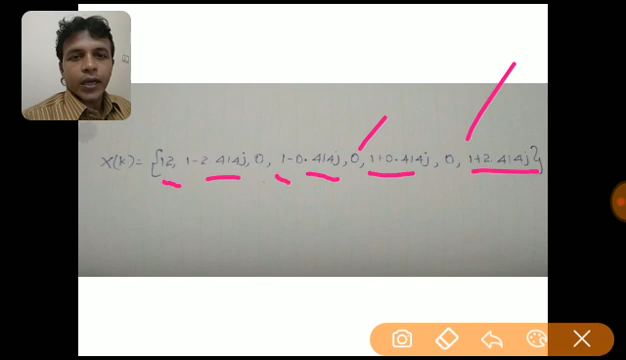 X(k)= {12, 1-2.414j, 0, 1-0.414j, 0, 1+0.414j, 0, 1+2.414j}